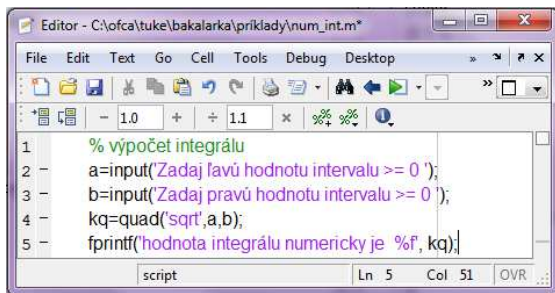 Editor - C:\ofca\tuke\bakalarka\príklady\num_int.m*
File Edit Text Go Cell Tools Debug Desktop
- 1.0 + ÷ 1.1 ×
1 % výpočet integrálu
2 - a=input('Zadaj ľavú hodnotu intervalu >= 0 ');
3 - b=input('Zadaj pravú hodnotu intervalu >= 0 ');
4 - kq=quad('sqrt',a,b);
5 - fprintf('hodnota integrálu numericky je %f', kq);
script Ln 5 Col 51 OVR